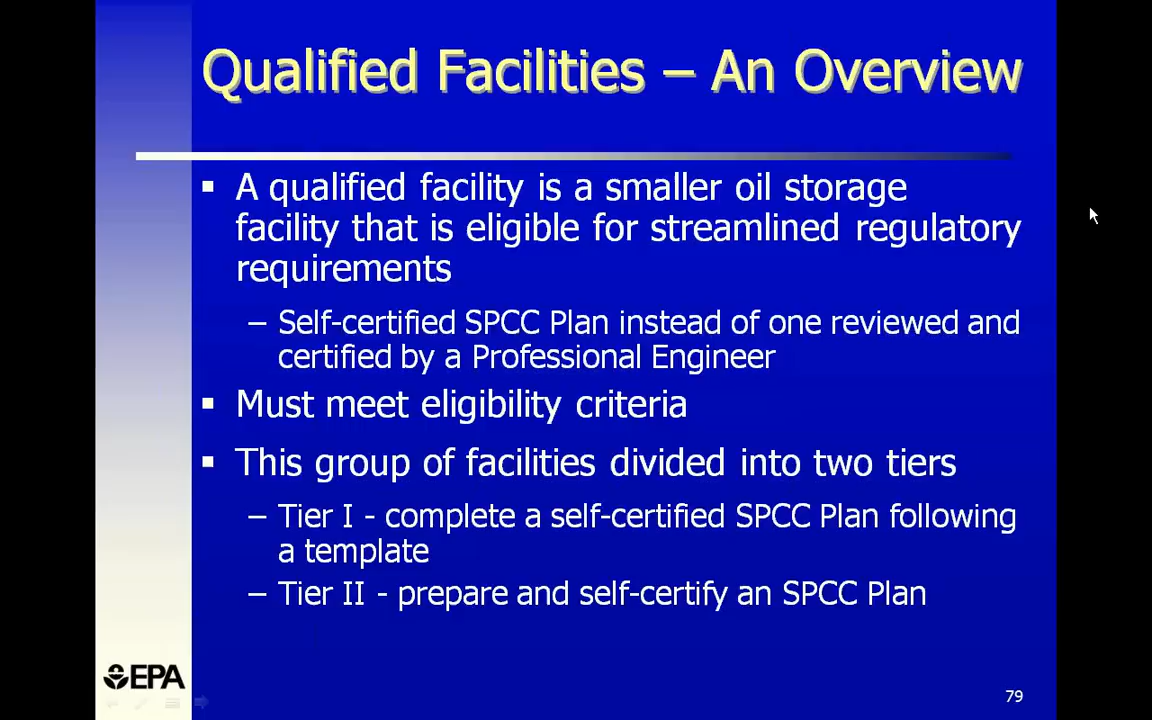 Qualified Facilities – An Overview
▪ A qualified facility is a smaller oil storage
facility that is eligible for streamlined regulatory
requirements
– Self-certified SPCC Plan instead of one reviewed and
certified by a Professional Engineer
▪ Must meet eligibility criteria
▪ This group of facilities divided into two tiers
– Tier I - complete a self-certified SPCC Plan following
a template
– Tier II - prepare and self-certify an SPCC Plan
EPA
79